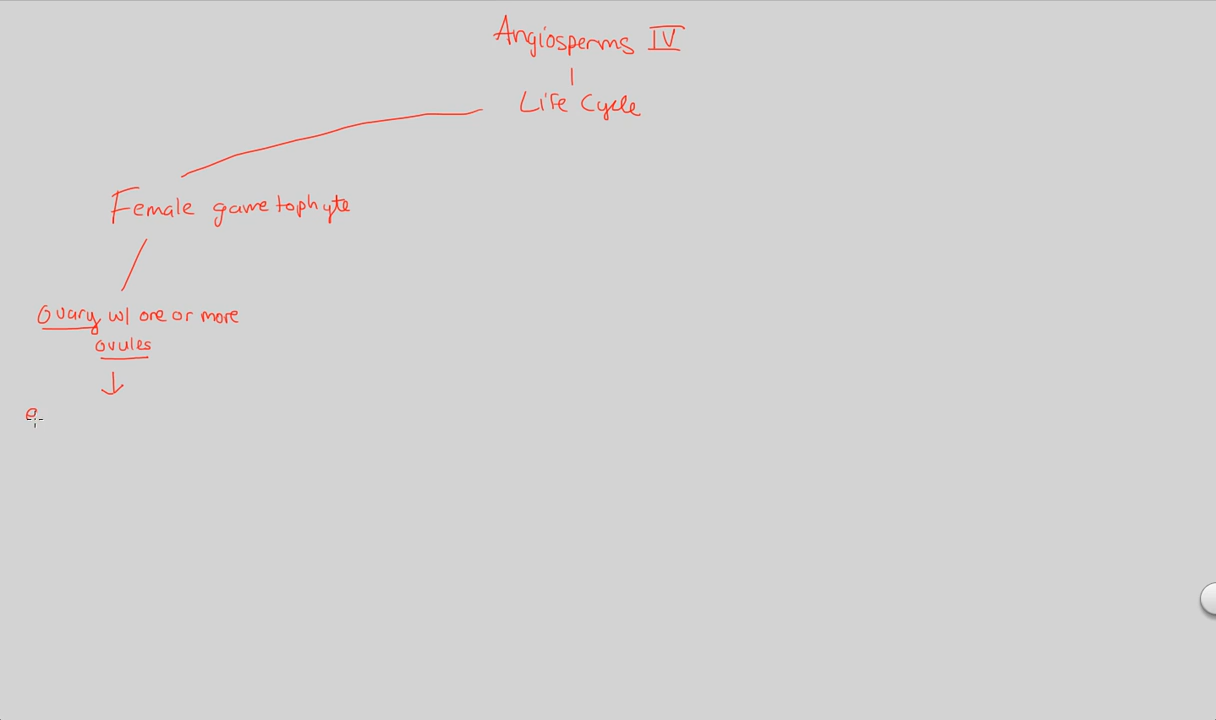 Angiosperms IV
Life Cycle
Female gametophyte
Ovary w/ one or more
ovules
e